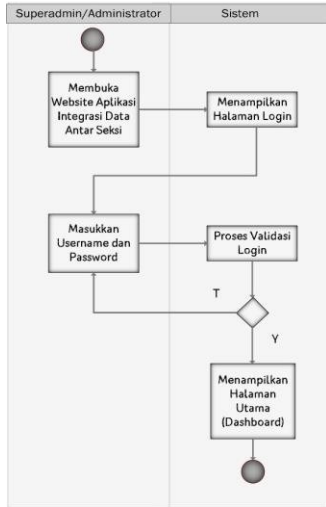 Superadmin/Administrator
Sistem
Membuka
Website Aplikasi
Integrasi Data
Antar Seksi
Menampilkan
Halaman Login
Masukkan
Username dan
Password
Proses Validasi
Login
T
Y
Menampilkan
Halaman
Utama
(Dashboard)